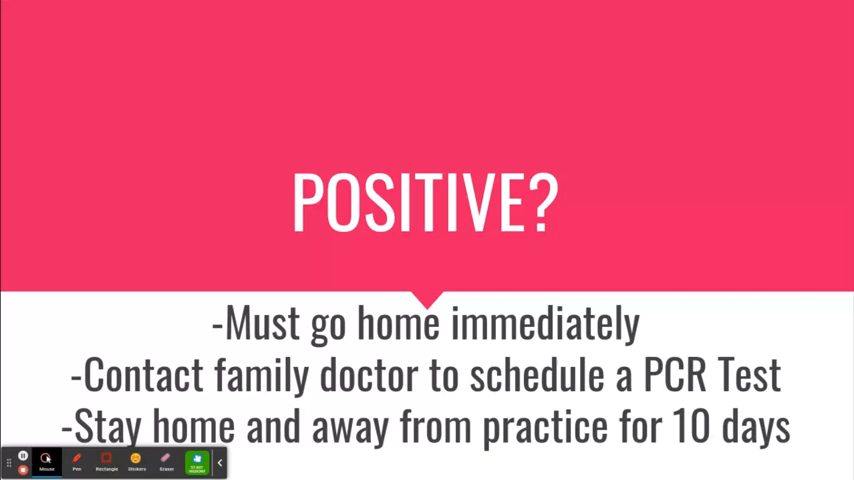 POSITIVE?
-Must go home immediately
-Contact family doctor to schedule a PCR Test
-Stay home and away from practice for 10 days
Mouse
Pen
Rectangle
Stickers
Eraser